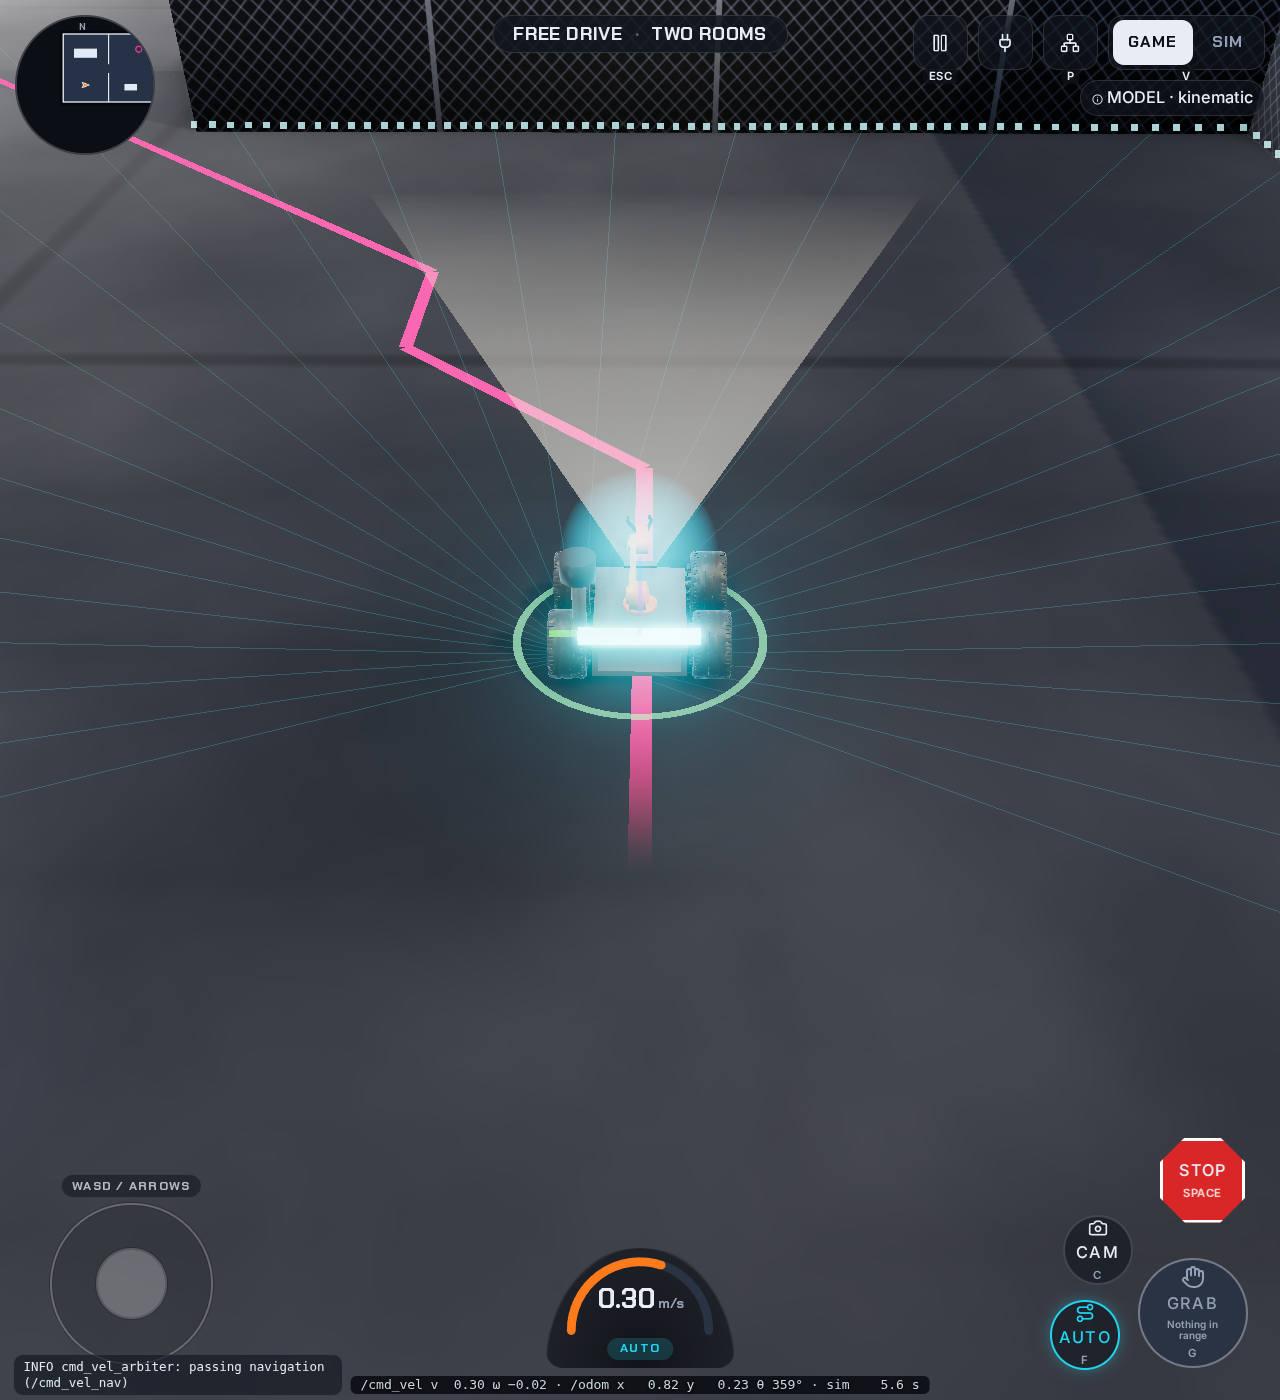 N
FREE DRIVE · TWO ROOMS
ESC
P
GAME
SIM
V
MODEL · kinematic
WASD / ARROWS
INFO cmd_vel_arbiter: passing navigation
(/cmd_vel_nav)
0.30 m/s
AUTO
/cmd_vel v 0.30 ω −0.02 · /odom x 0.82 y 0.23 θ 359° · sim 5.6 s
STOP
SPACE
CAM
C
GRAB
Nothing in
range
G
AUTO
F